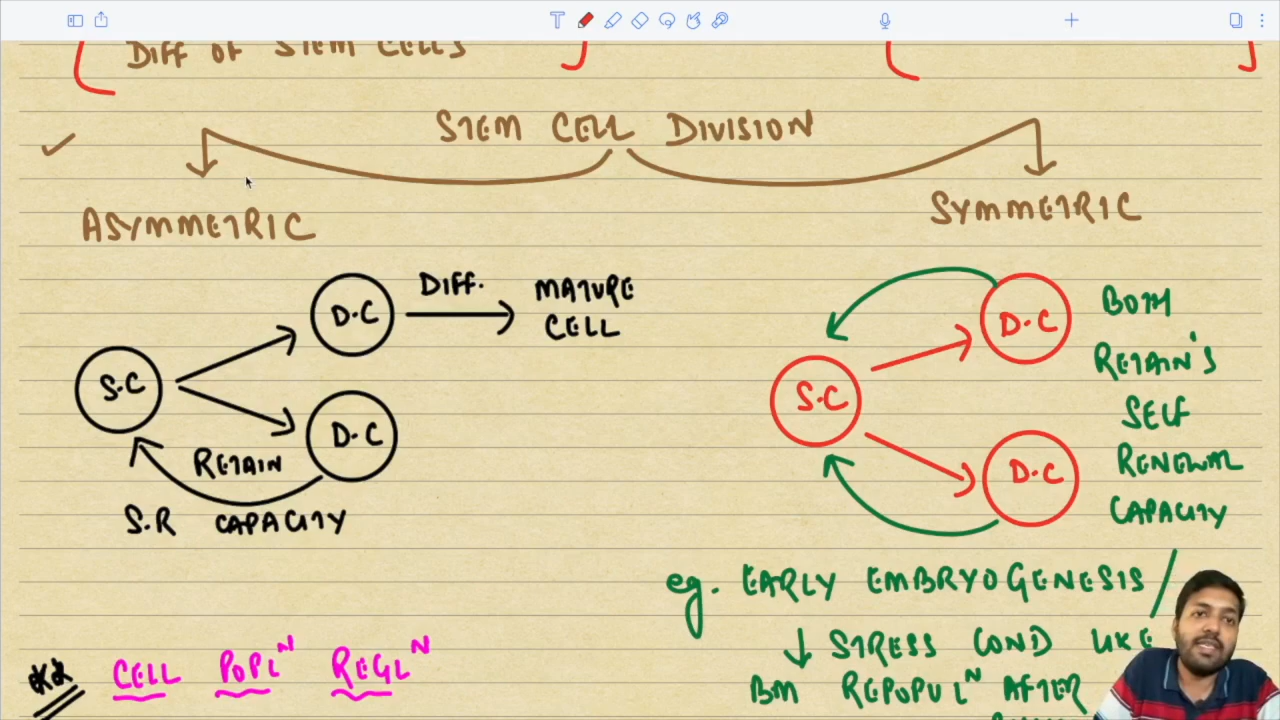 DIFF OF STEM CELLS
STEM CELL DIVISION
ASYMMETRIC
SYMMETRIC
S.C
D.C
DIFF.
MATURE
CELL
D.C
RETAIN
S.R CAPACITY
S.C
D.C
D.C
BOTH
RETAIN'S
SELF
RENEWAL
CAPACITY
eg. EARLY EMBRYOGENESIS/
↓ STRESS COND LIKE
BM REPOPULᴺ AFTER
CELL POPLᴺ REGLᴺ